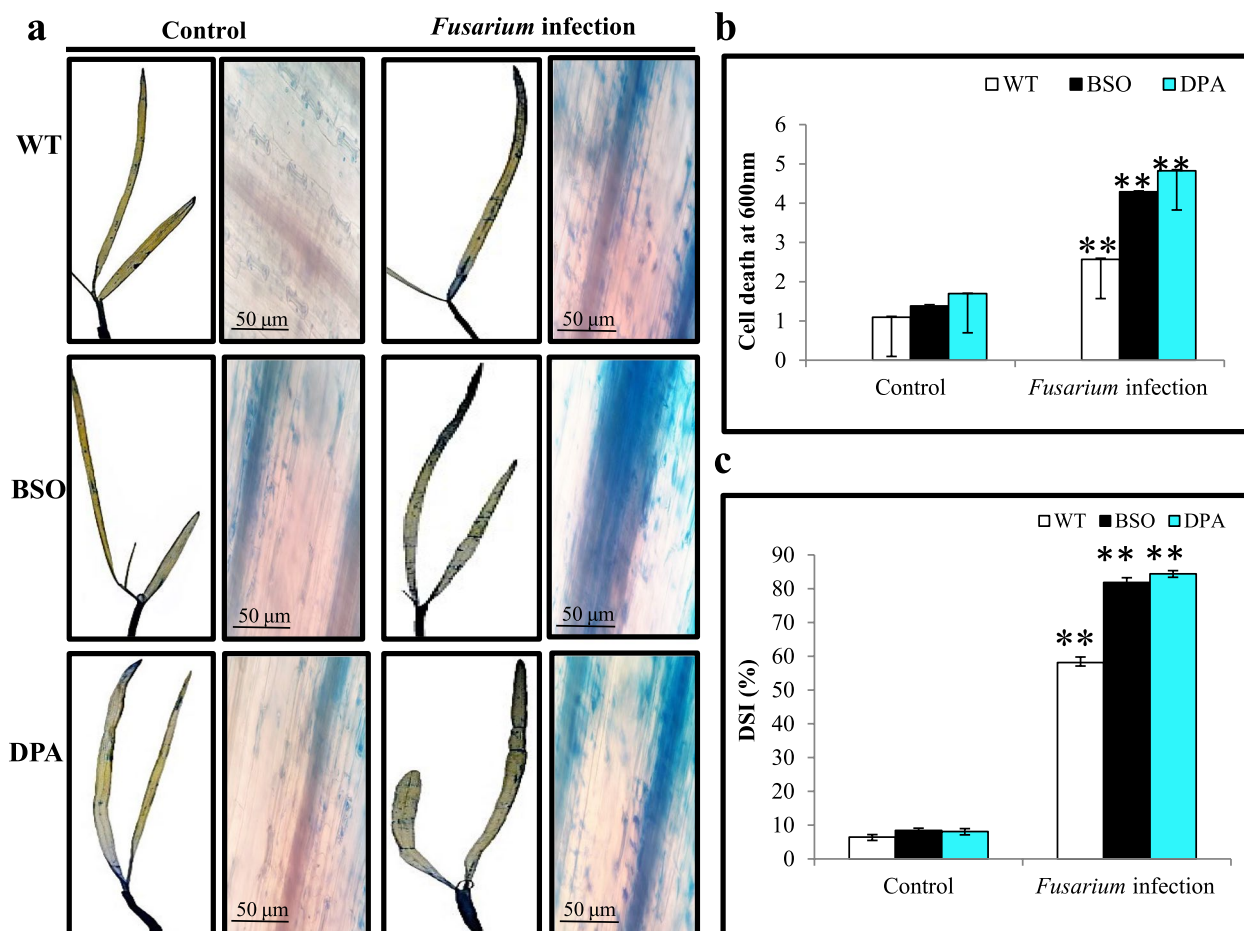 a
Control
Fusarium infection
WT
50 μm
50 μm
BSO
50 μm
50 μm
DPA
50 μm
50 μm
b
WT BSO DPA
Cell death at 600nm
6
5
4
3
2
1
0
** ** **
Control
Fusarium infection
c
WT BSO DPA
DSI (%)
90
80
70
60
50
40
30
20
10
0
** ** **
Control
Fusarium infection